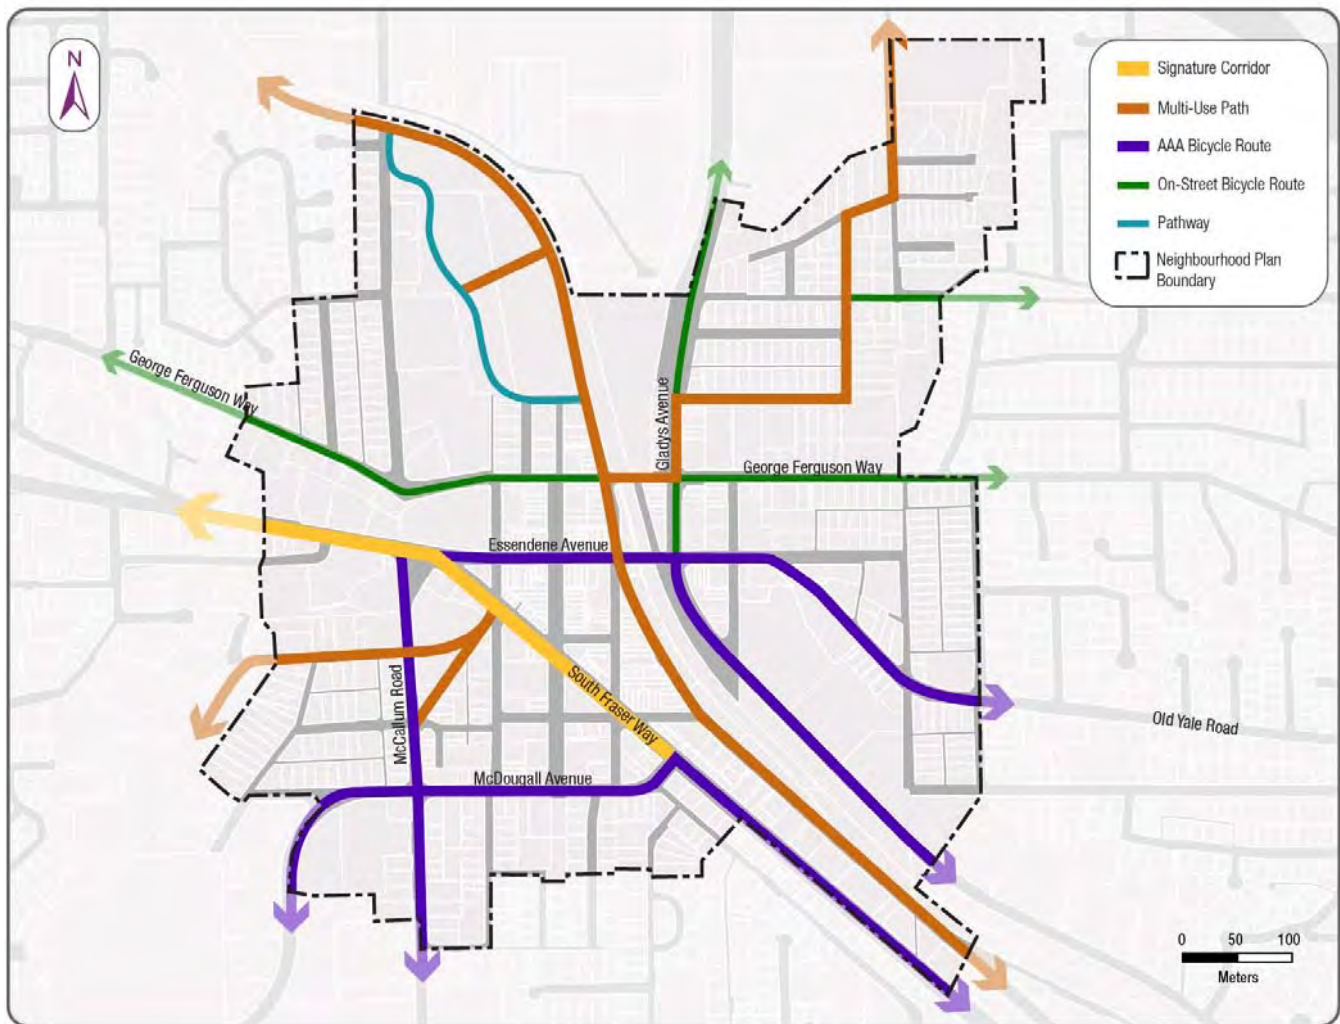 N
Signature Corridor
Multi-Use Path
AAA Bicycle Route
On-Street Bicycle Route
Pathway
Neighbourhood Plan
Boundary
George Ferguson Way
Gladys Avenue
George Ferguson Way
Essendene Avenue
South Fraser Way
McCallum Road
Old Yale Road
McDougall Avenue
0 50 100
Meters